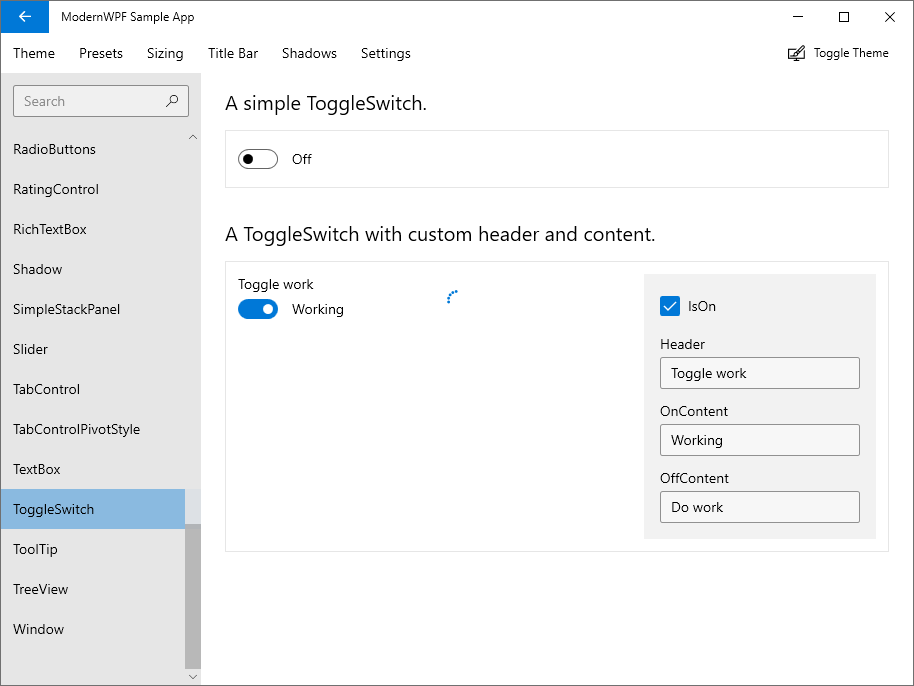 ModernWPF Sample App
Theme Presets Sizing Title Bar Shadows Settings Toggle Theme
Search
RadioButtons
RatingControl
RichTextBox
Shadow
SimpleStackPanel
Slider
TabControl
TabControlPivotStyle
TextBox
ToggleSwitch
ToolTip
TreeView
Window
A simple ToggleSwitch.
Off
A ToggleSwitch with custom header and content.
Toggle work
Working
IsOn
Header
Toggle work
OnContent
Working
OffContent
Do work